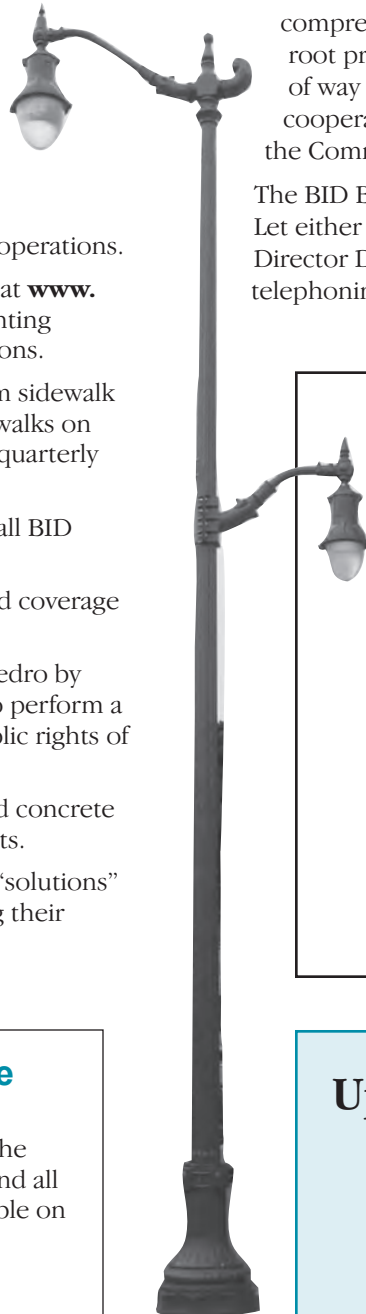 operations.
at www.
nting
ons.
n sidewalk
walks on
quarterly
all BID
d coverage
edro by
o perform a
lic rights of
d concrete
ts.
“solutions”
g their
e
he
nd all
ble on
compre
root pr
of way
cooper
the Comm
The BID B
Let either
Director D
telephonin
Up